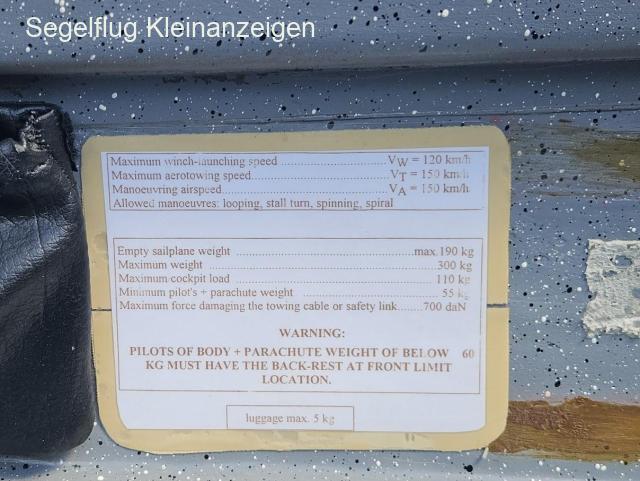 Segelflug Kleinanzeigen
Maximum winch-launching speed ........ VW = 120 km/h
Maximum aerotowing speed ........ VT = 150 km/h
Manoeuvring airspeed ........ VA = 150 km/h
Allowed manoeuvres: looping, stall turn, spinning, spiral
Empty sailplane weight ........ max. 190 kg
Maximum weight ........ 300 kg
Maximum cockpit load ........ 110 kg
Minimum pilot's + parachute weight ........ 55 kg
Maximum force damaging the towing cable or safety link ....... 700 daN
WARNING:
PILOTS OF BODY + PARACHUTE WEIGHT OF BELOW 60
KG MUST HAVE THE BACK-REST AT FRONT LIMIT
LOCATION.
luggage max. 5 kg